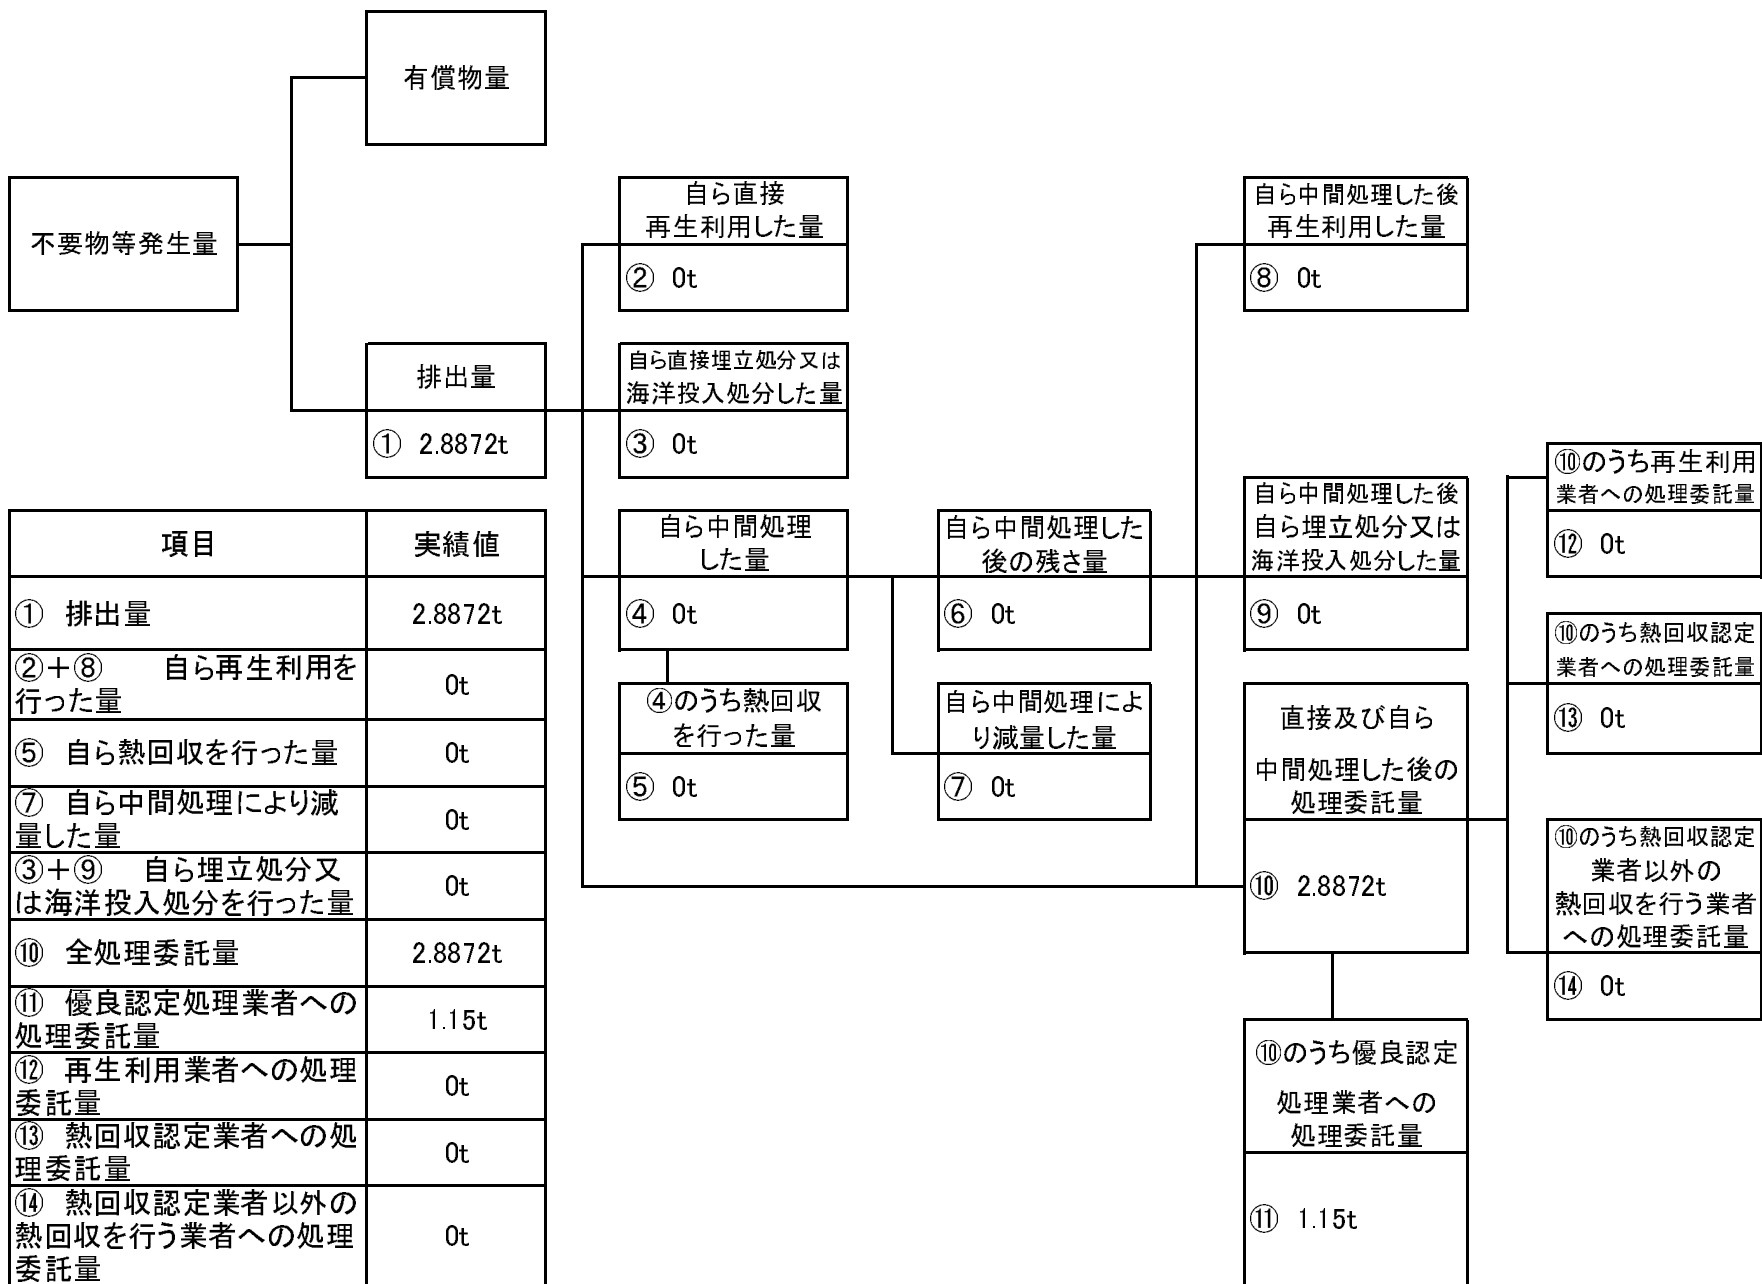 有償物量
不要物等発生量
自ら直接
再生利用した量
② 0t
自ら中間処理した後
再生利用した量
⑧ 0t
排出量
① 2.8872t
自ら直接埋立処分又は
海洋投入処分した量
③ 0t
自ら中間処理
した量
④ 0t
自ら中間処理した
後の残さ量
⑥ 0t
自ら中間処理した後
自ら埋立処分又は
海洋投入処分した量
⑨ 0t
⑩のうち再生利用
業者への処理委託量
⑫ 0t
⑩のうち熱回収認定
業者への処理委託量
⑬ 0t
④のうち熱回収
を行った量
⑤ 0t
自ら中間処理によ
り減量した量
⑦ 0t
直接及び自ら
中間処理した後の
処理委託量
⑩ 2.8872t
⑩のうち熱回収認定
業者以外の
熱回収を行う業者
への処理委託量
⑭ 0t
⑩のうち優良認定
処理業者への
処理委託量
⑪ 1.15t
項目 実績値
① 排出量 2.8872t
②+⑧ 自ら再生利用を
行った量 0t
⑤ 自ら熱回収を行った量 0t
⑦ 自ら中間処理により減
量した量 0t
③+⑨ 自ら埋立処分又
は海洋投入処分を行った量 0t
⑩ 全処理委託量 2.8872t
⑪ 優良認定処理業者への
処理委託量 1.15t
⑫ 再生利用業者への処理
委託量 0t
⑬ 熱回収認定業者への処
理委託量 0t
⑭ 熱回収認定業者以外の
熱回収を行う業者への処理
委託量 0t